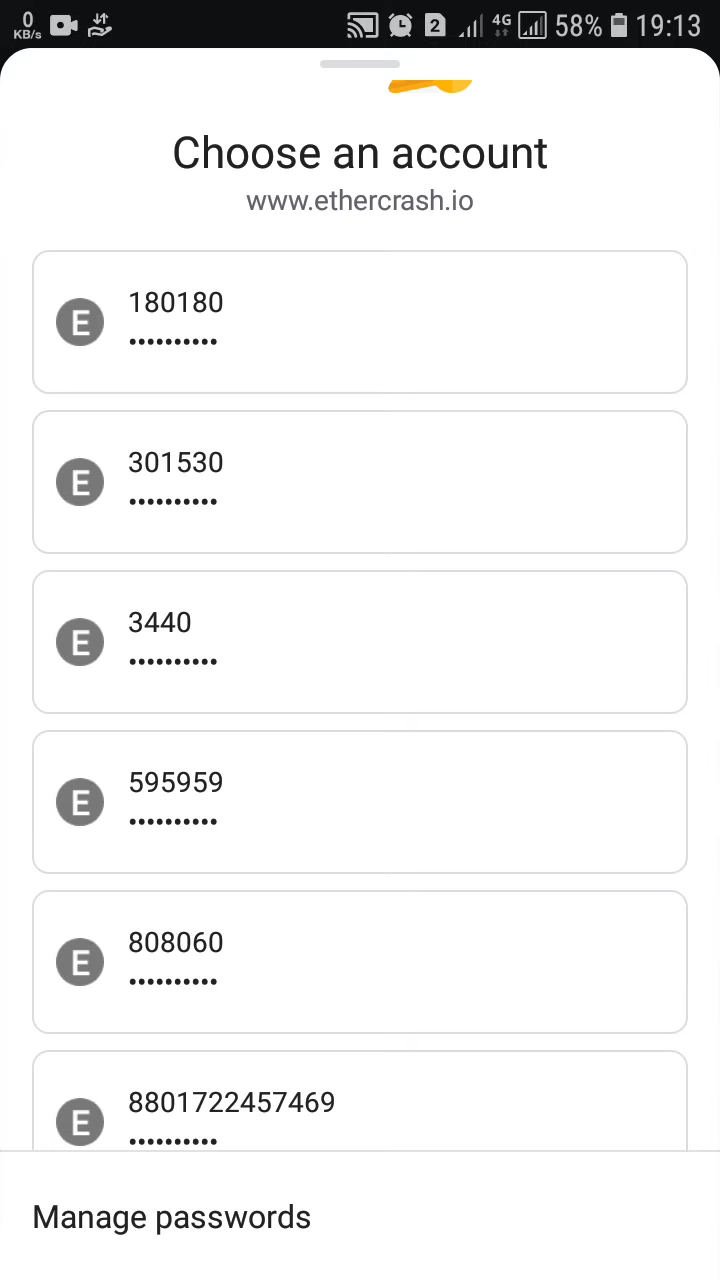 0
KB/s 2 4G 58% 19:13
Choose an account
www.ethercrash.io
E 180180
••••••••••
E 301530
••••••••••
E 3440
••••••••••
E 595959
••••••••••
E 808060
••••••••••
E 8801722457469
••••••••••
Manage passwords